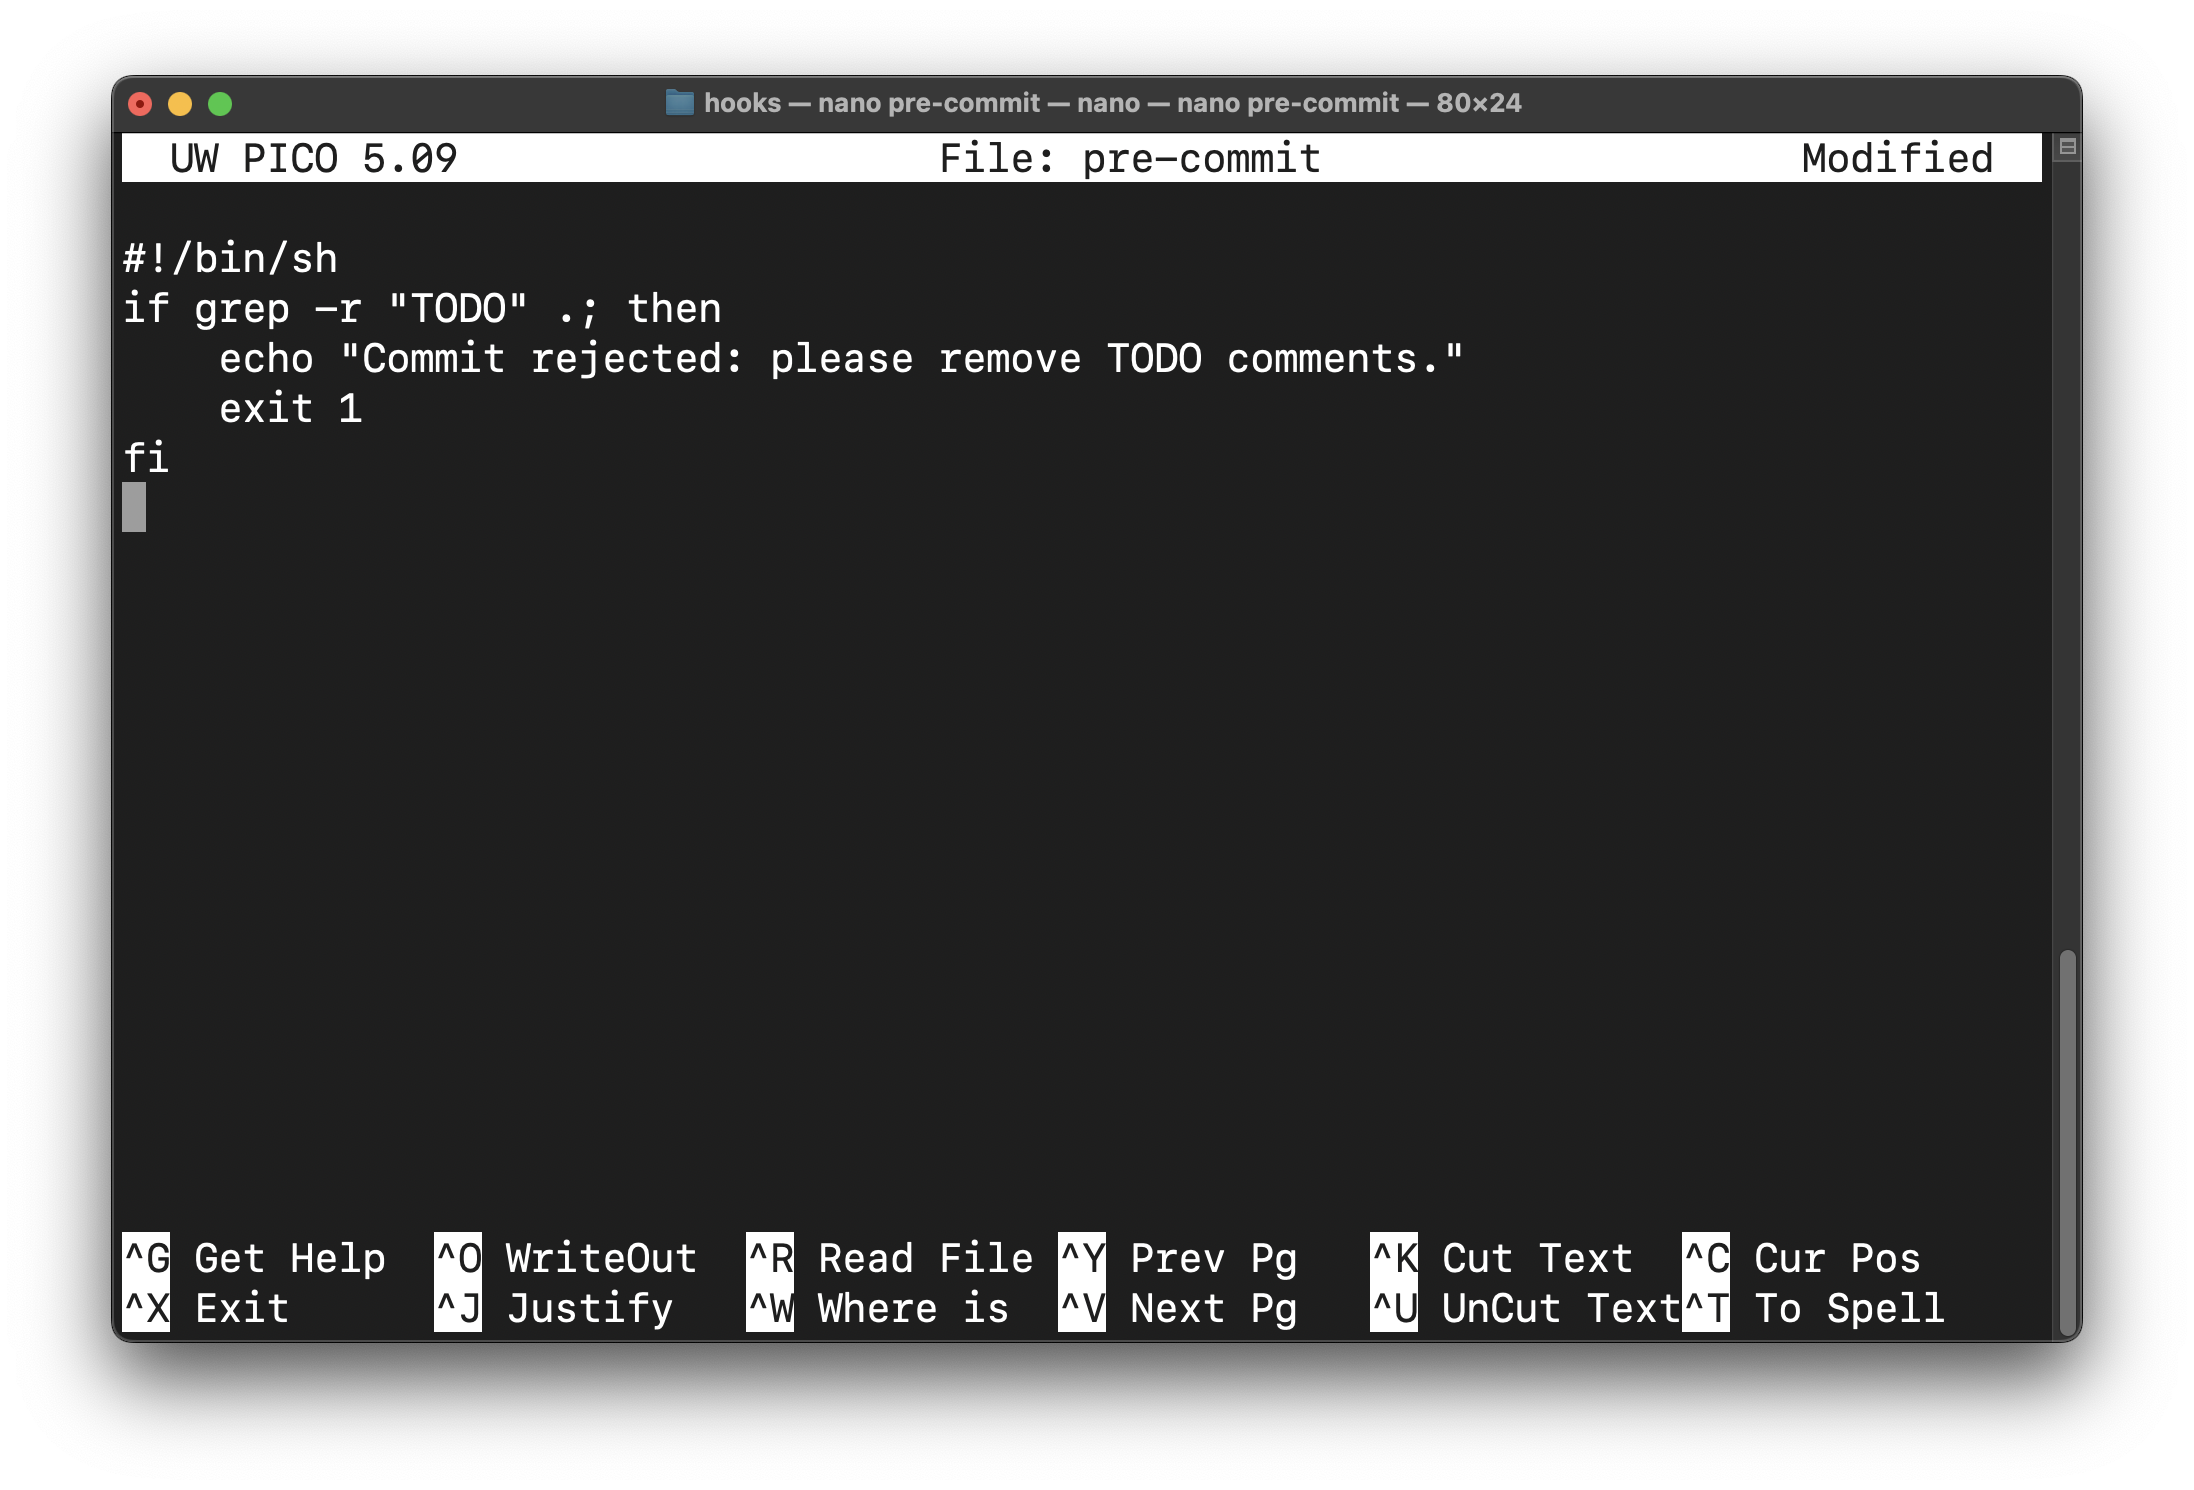 hooks — nano pre-commit — nano — nano pre-commit — 80×24
UW PICO 5.09 File: pre-commit Modified
#!/bin/sh
if grep -r "TODO" .; then
    echo "Commit rejected: please remove TODO comments."
    exit 1
fi
^G Get Help ^O WriteOut ^R Read File ^Y Prev Pg ^K Cut Text ^C Cur Pos
^X Exit ^J Justify ^W Where is ^V Next Pg ^U UnCut Text ^T To Spell